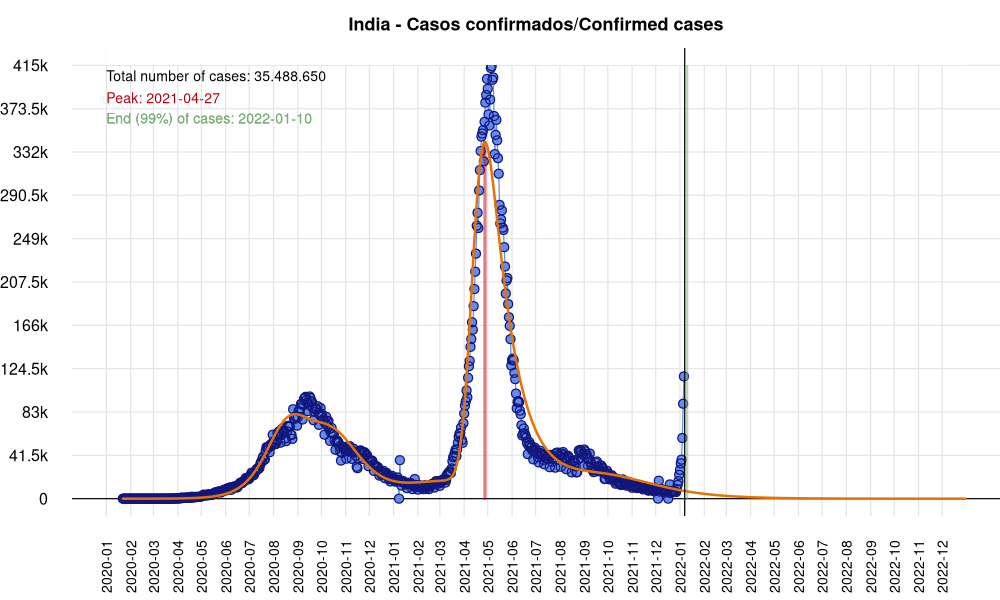 India - Casos confirmados/Confirmed cases
Total number of cases: 35.488.650
Peak: 2021-04-27
End (99%) of cases: 2022-01-10
415k
373.5k
332k
290.5k
249k
207.5k
166k
124.5k
83k
41.5k
0
2020-01
2020-02
2020-03
2020-04
2020-05
2020-06
2020-07
2020-08
2020-09
2020-10
2020-11
2020-12
2021-01
2021-02
2021-03
2021-04
2021-05
2021-06
2021-07
2021-08
2021-09
2021-10
2021-11
2021-12
2022-01
2022-02
2022-03
2022-04
2022-05
2022-06
2022-07
2022-08
2022-09
2022-10
2022-11
2022-12